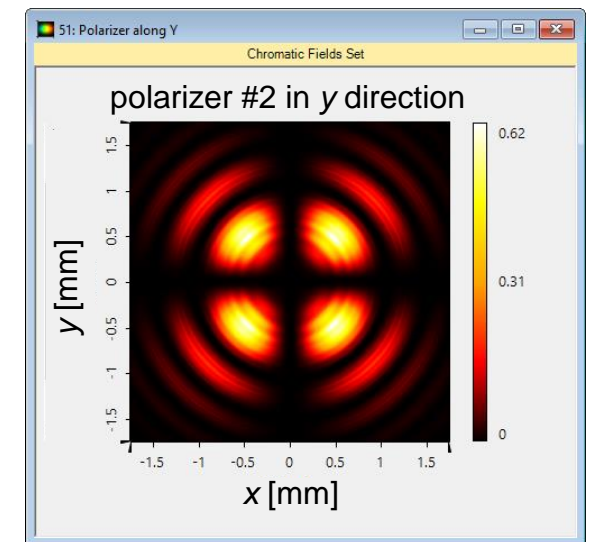 51: Polarizer along Y
Chromatic Fields Set
polarizer #2 in y direction
0.62
0.31
0
1.5
1
0.5
0
-0.5
-1
-1.5
y [mm]
-1.5 -1 -0.5 0 0.5 1 1.5
x [mm]